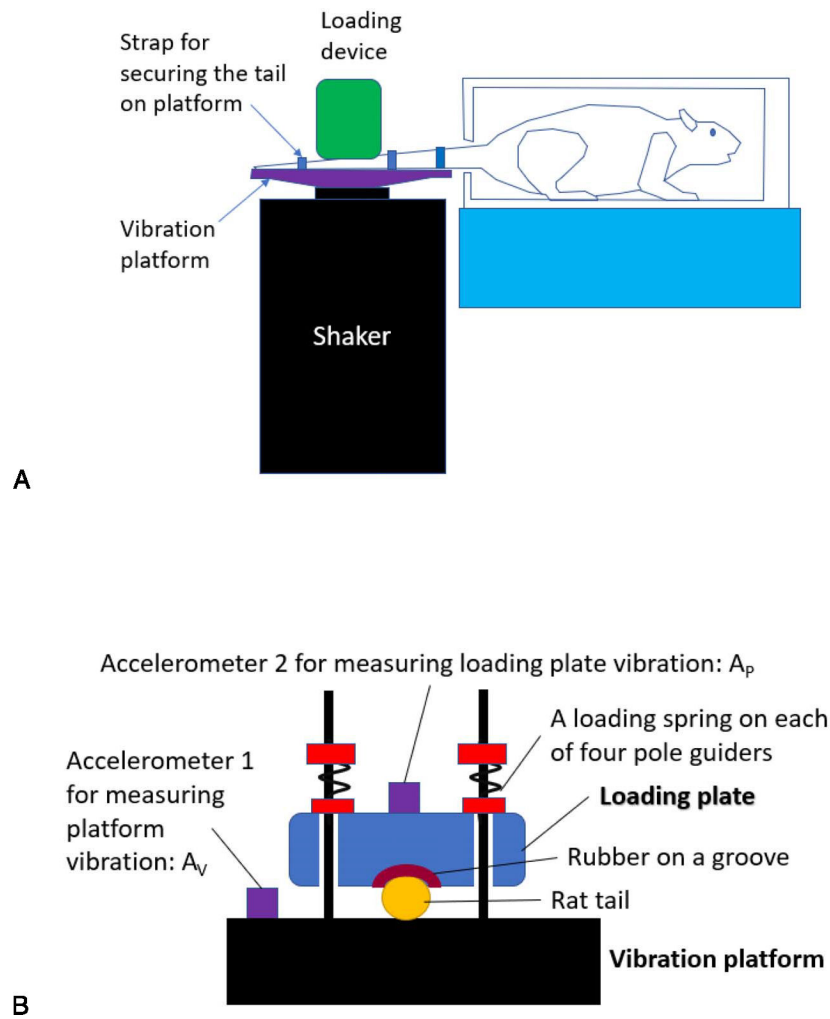 Strap for
securing the tail
on platform
Loading
device
Vibration
platform
Shaker
A
Accelerometer 2 for measuring loading plate vibration: Aₚ
Accelerometer 1
for measuring
platform
vibration: Aᵥ
A loading spring on each
of four pole guiders
Loading plate
Rubber on a groove
Rat tail
Vibration platform
B